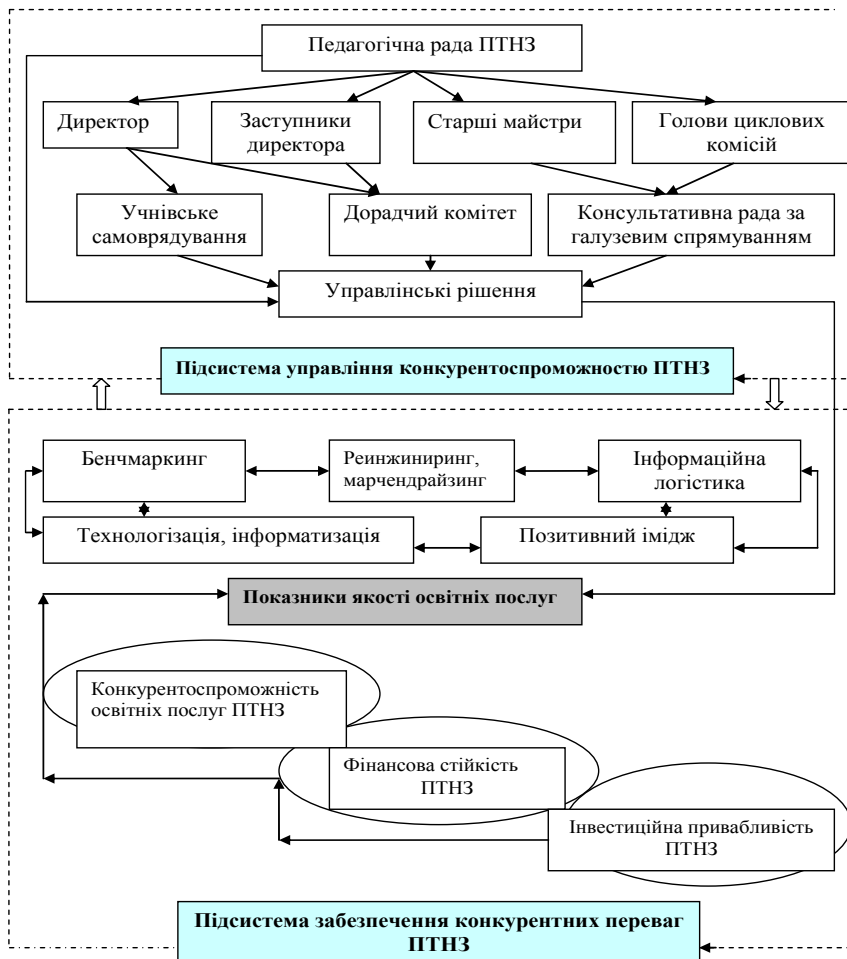 Педагогічна рада ПТНЗ
Директор
Заступники
директора
Старші майстри
Голови циклових
комісій
Учнівське
самоврядування
Дорадчий комітет
Консультативна рада за
галузевим спрямуванням
Управлінські рішення
Підсистема управління конкурентоспроможностю ПТНЗ
Бенчмаркинг
Реинжиниринг,
марчендрайзинг
Інформаційна
логістика
Технологізація, інформатизація
Позитивний імідж
Показники якості освітніх послуг
Конкурентоспроможність
освітніх послуг ПТНЗ
Фінансова стійкість
ПТНЗ
Інвестиційна привабливість
ПТНЗ
Підсистема забезпечення конкурентних переваг
ПТНЗ